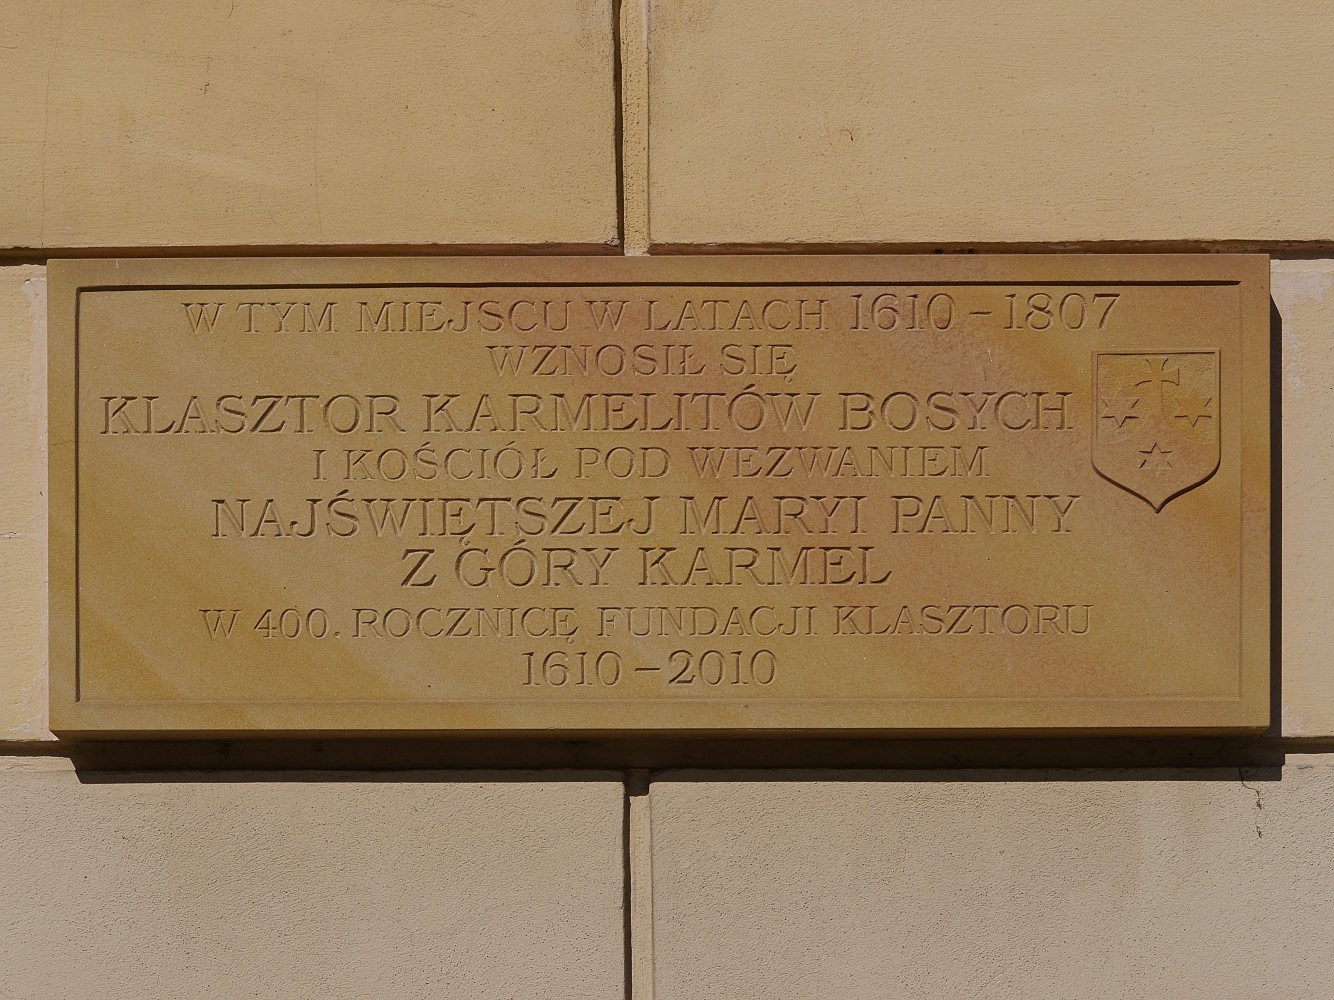 W TYM MIEJSCU W LATACH 1610 – 1807
WZNOSIŁ SIĘ
KLASZTOR KARMELITÓW BOSYCH
I KOŚCIÓŁ POD WEZWANIEM
NAJŚWIĘTSZEJ MARYI PANNY
Z GÓRY KARMEL
W 400. ROCZNICĘ FUNDACJI KLASZTORU
1610 – 2010